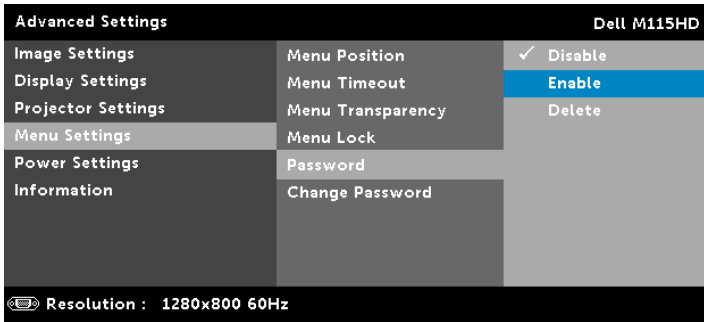 Advanced Settings Dell M115HD
Image Settings Menu Position ✓ Disable
Display Settings Menu Timeout Enable
Projector Settings Menu Transparency Delete
Menu Settings Menu Lock
Power Settings Password
Information Change Password
Resolution : 1280x800 60Hz